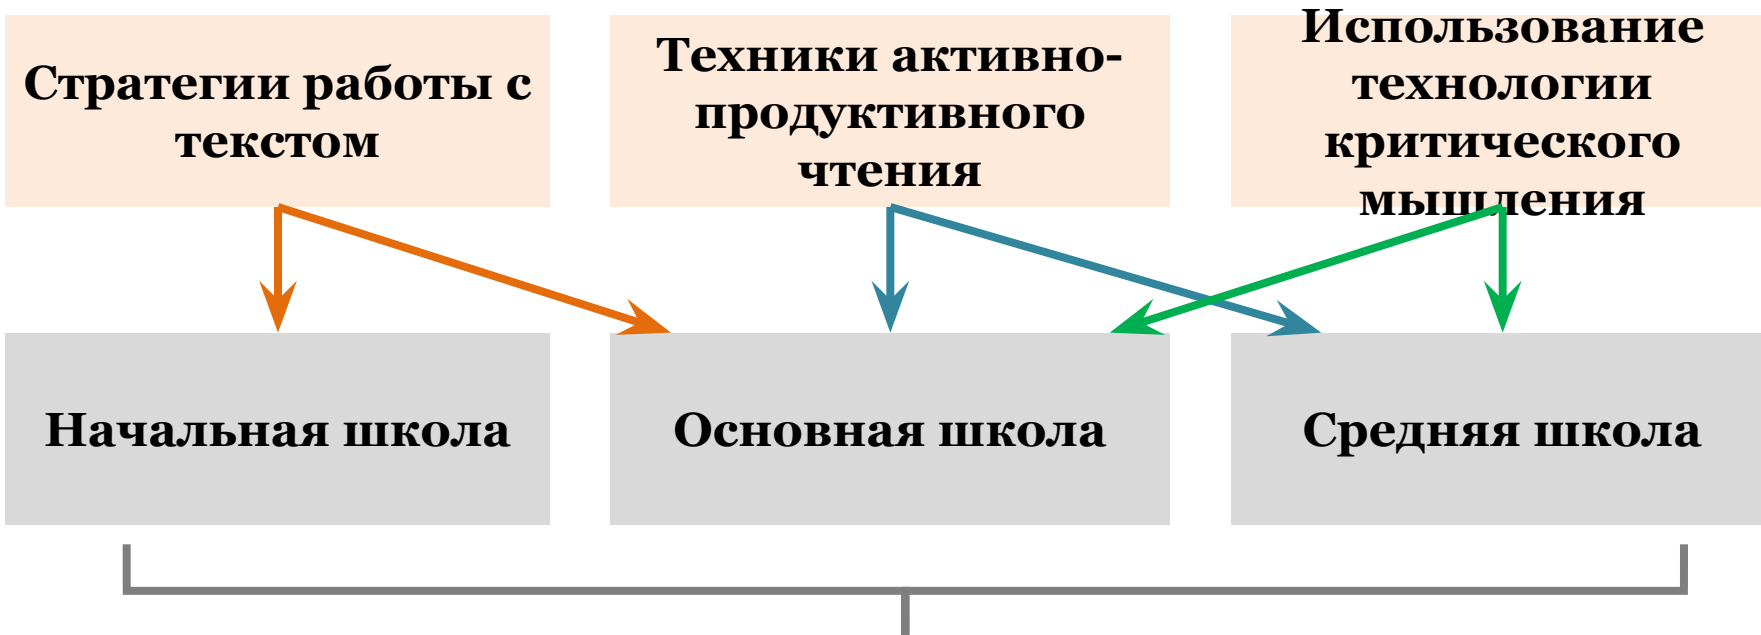 Стратегии работы с
текстом
Техники активно-
продуктивного
чтения
Использование
технологии
критического
мышления
Начальная школа
Основная школа
Средняя школа